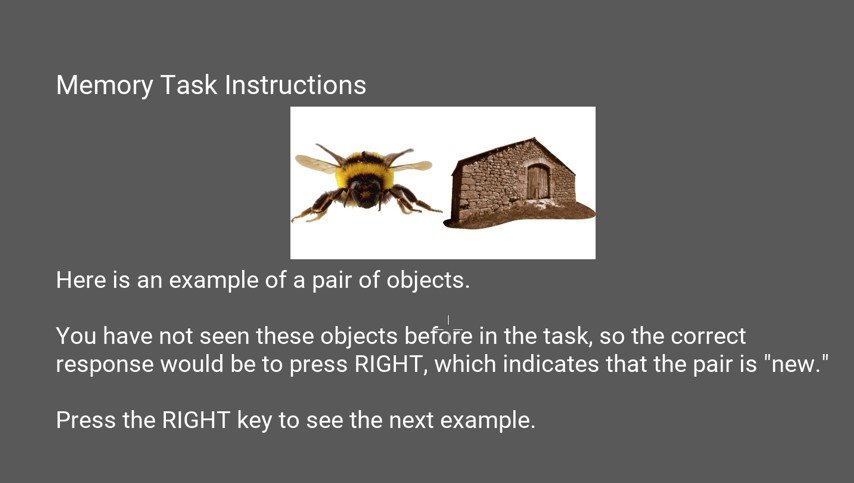 Memory Task Instructions
Here is an example of a pair of objects.
You have not seen these objects before in the task, so the correct
response would be to press RIGHT, which indicates that the pair is "new."
Press the RIGHT key to see the next example.